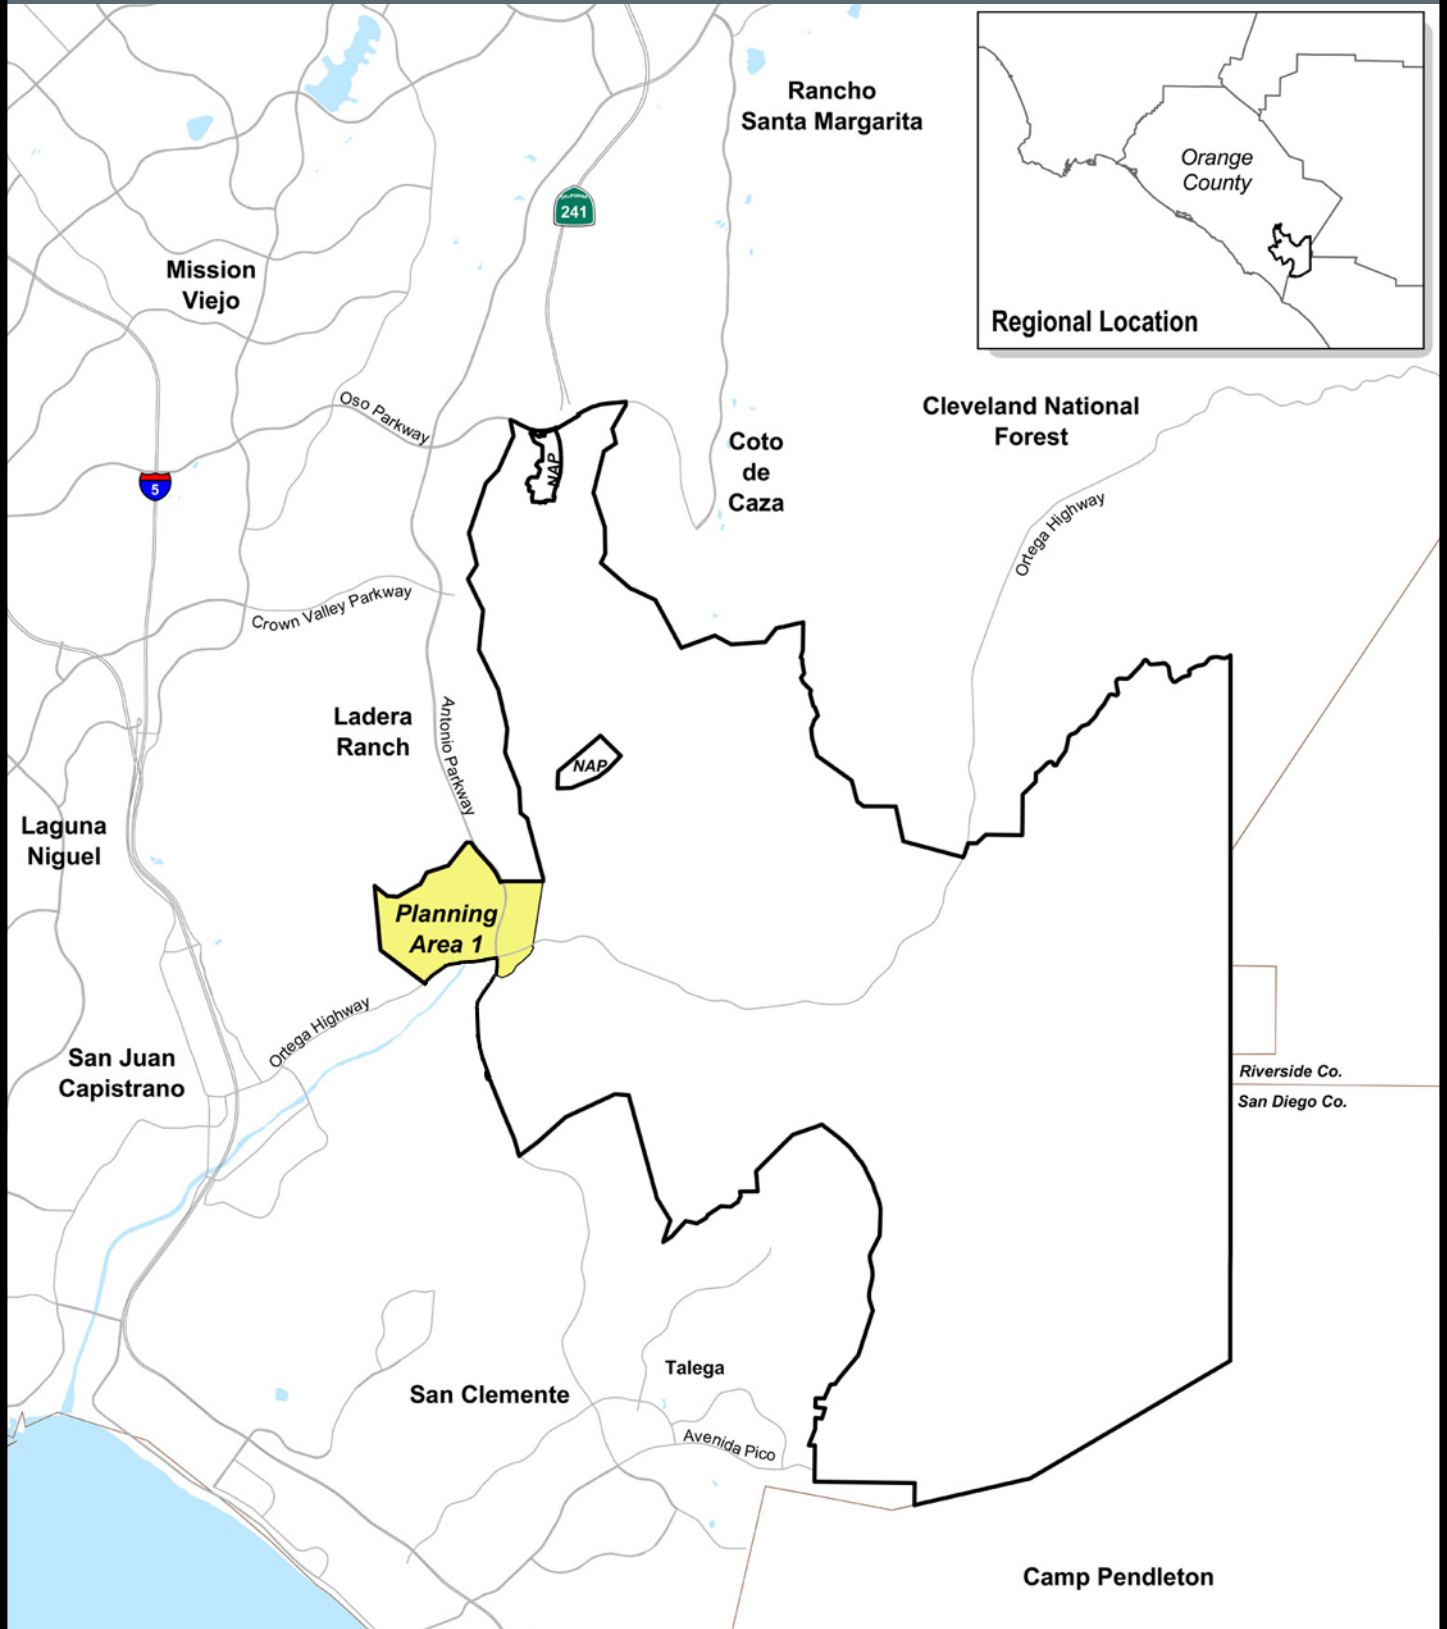 Rancho
Santa Margarita
Orange
County
Regional Location
CALIFORNIA
241
Mission
Viejo
Oso Parkway
Cleveland National
Forest
NAP
Coto
de
Caza
5
Ortega Highway
Crown Valley Parkway
Ladera
Ranch
Antonio Parkway
NAP
Laguna
Niguel
Planning
Area 1
Ortega Highway
San Juan
Capistrano
Riverside Co.
San Diego Co.
Talega
San Clemente
Avenida Pico
Camp Pendleton